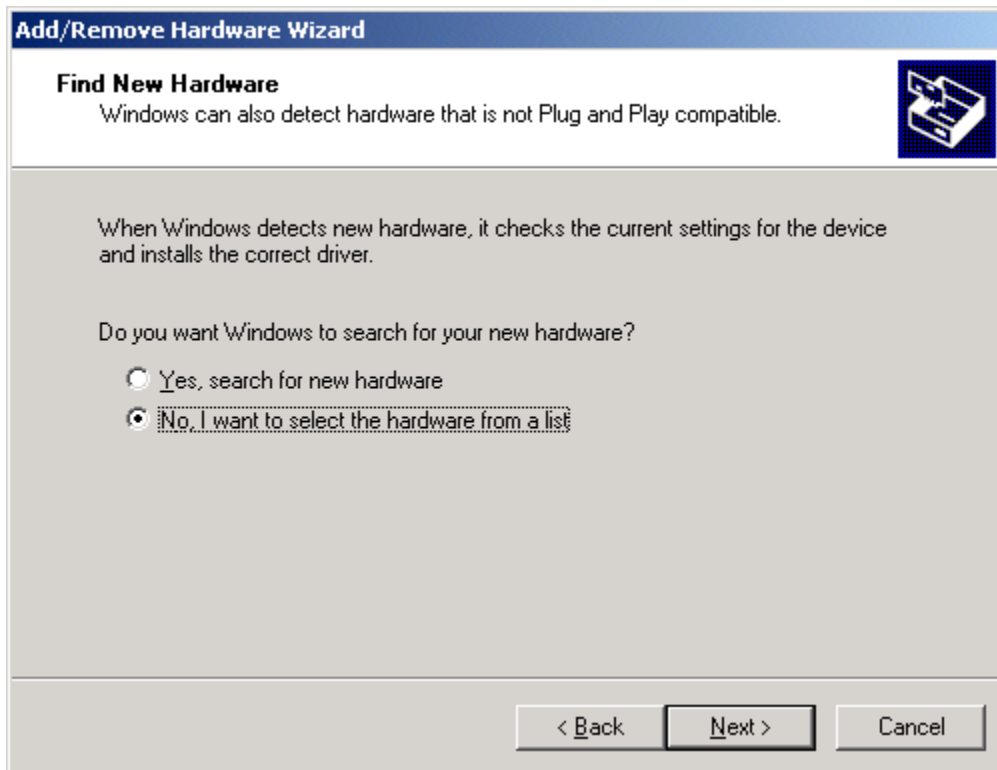 Add/Remove Hardware Wizard
Find New Hardware
Windows can also detect hardware that is not Plug and Play compatible.
When Windows detects new hardware, it checks the current settings for the device
and installs the correct driver.
Do you want Windows to search for your new hardware?
Yes, search for new hardware
No, I want to select the hardware from a list
< Back Next > Cancel